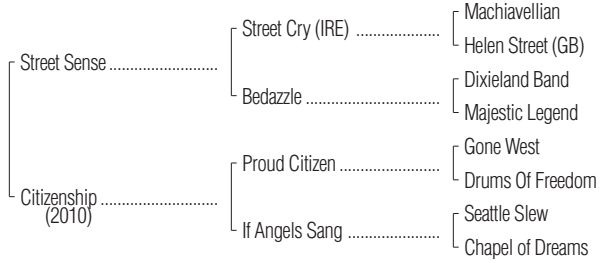 Machiavellian
Street Cry (IRE) ....................
Helen Street (GB)
Street Sense ..........................
Dixieland Band
Bedazzle ................................
Majestic Legend
Gone West
Proud Citizen ........................
Drums Of Freedom
Citizenship ............................
(2010)
Seattle Slew
If Angels Sang ......................
Chapel of Dreams